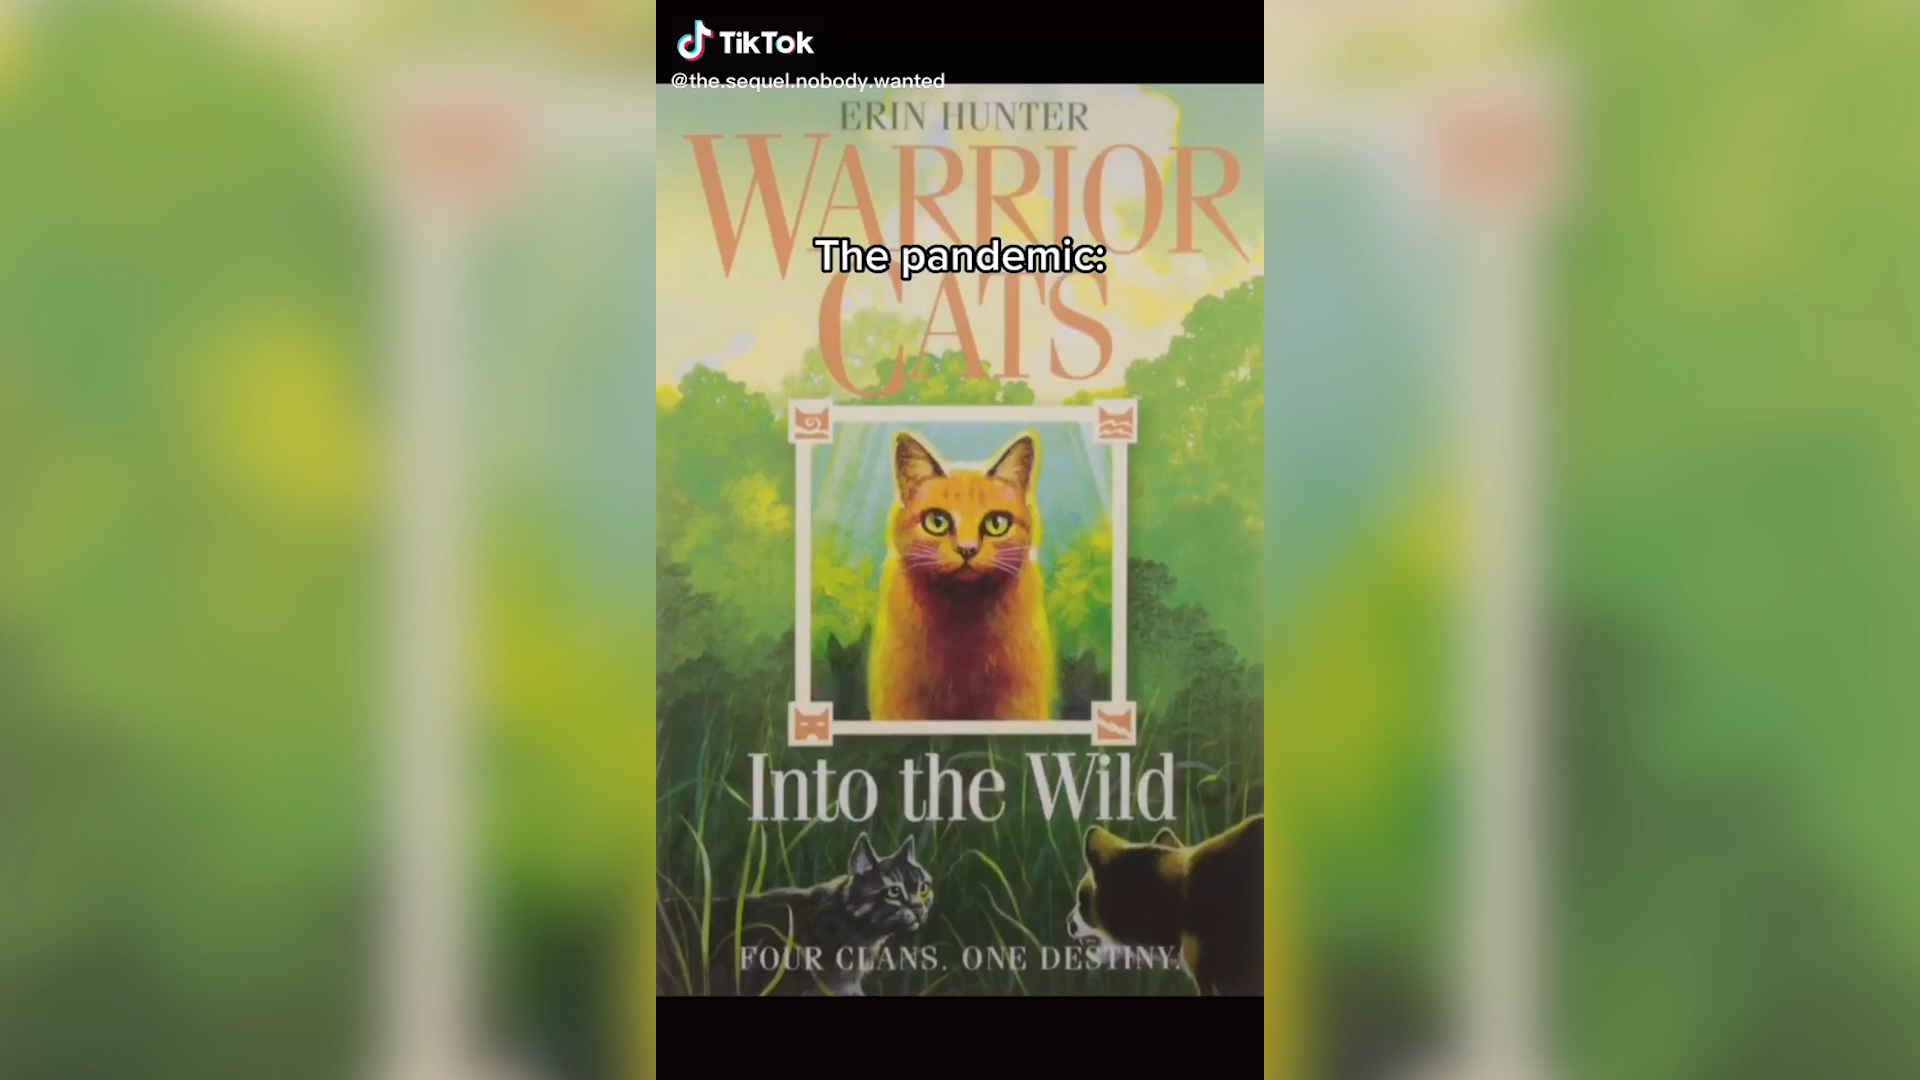 TikTok
@the.sequel.nobody.wanted
ERIN HUNTER
WARRIOR
The pandemic:
CATS
Into the Wild
FOUR CLANS. ONE DESTINY.